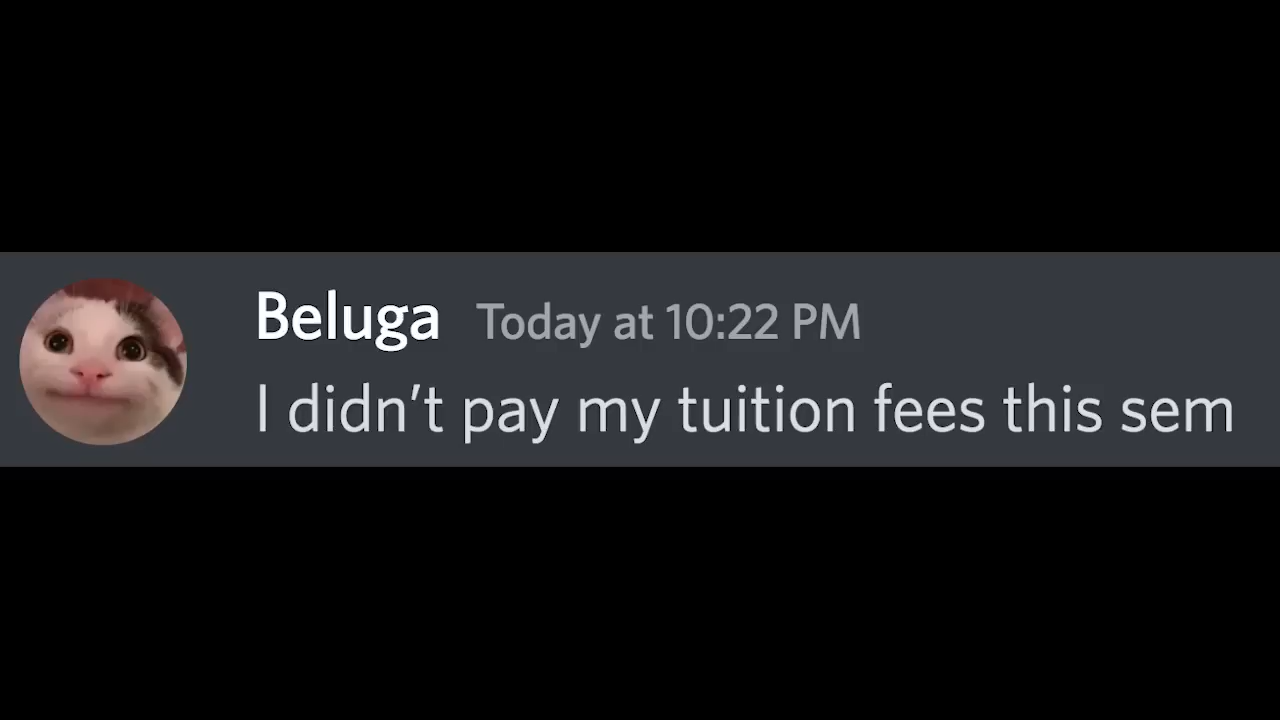 Beluga Today at 10:22 PM
I didn’t pay my tuition fees this sem